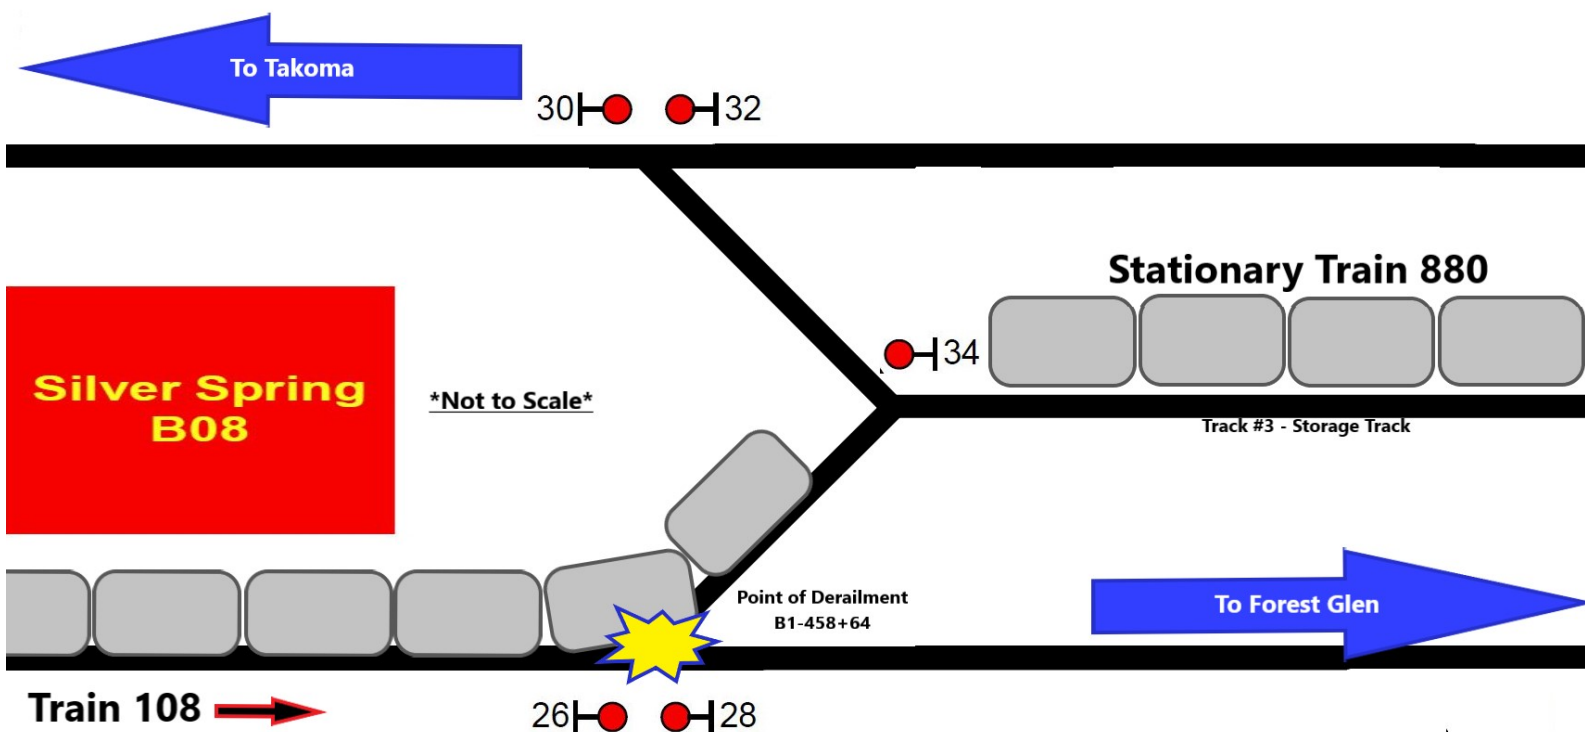 To Takoma
30
32
Stationary Train 880
34
Silver Spring
B08
*Not to Scale*
Track #3 - Storage Track
Point of Derailment
B1-458+64
To Forest Glen
Train 108
26
28